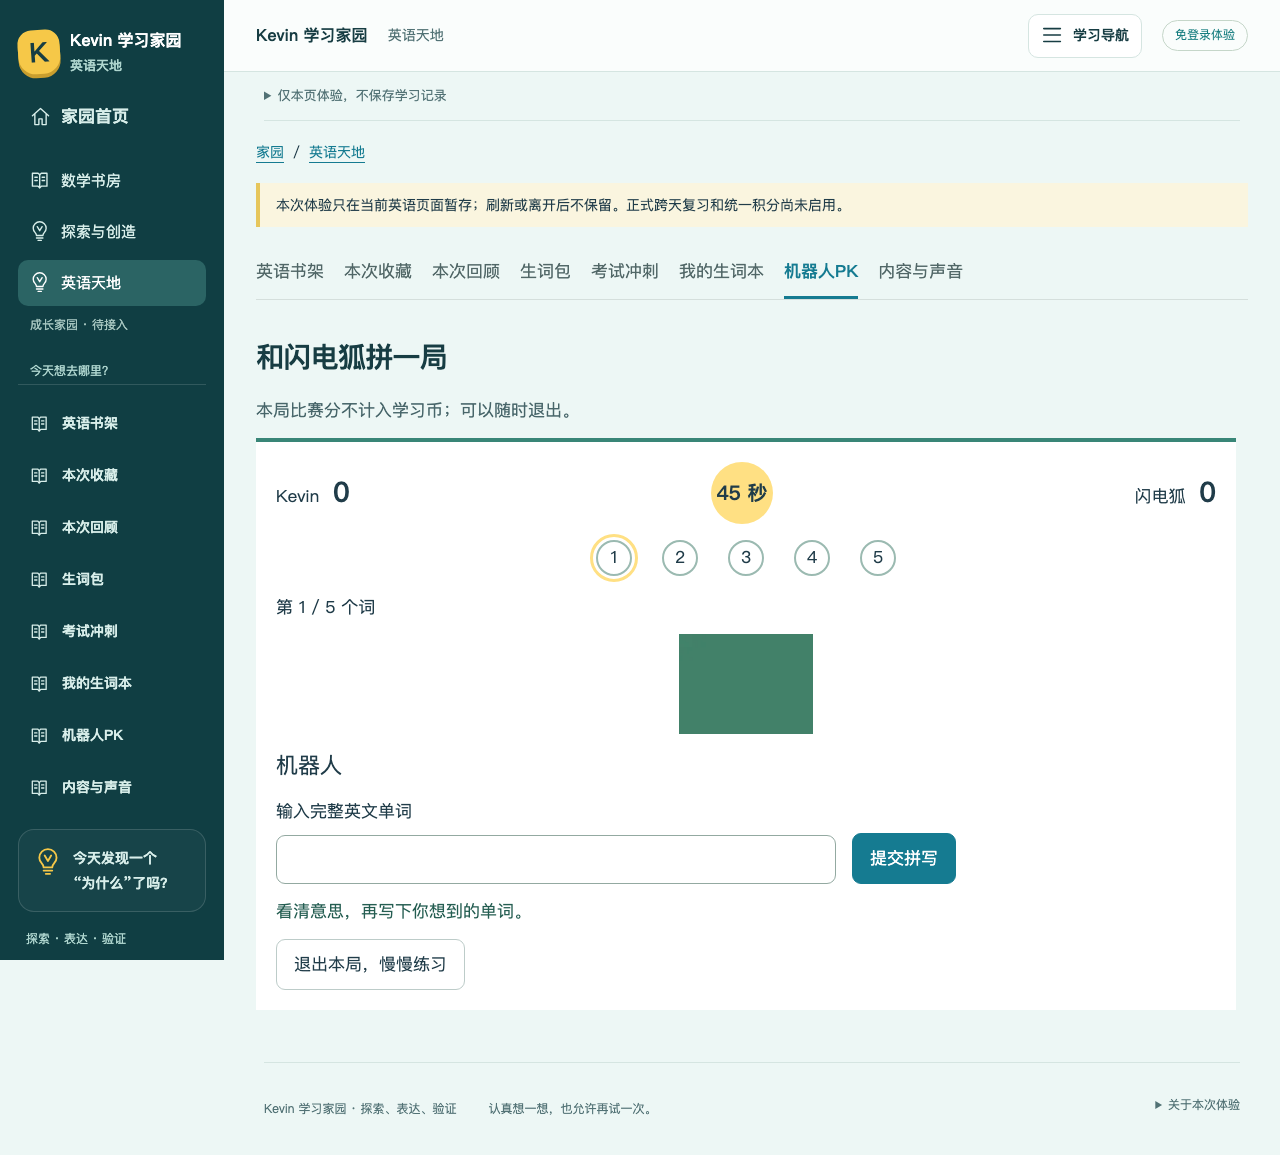 K
Kevin 学习家园
英语天地
家园首页
数学书房
探索与创造
英语天地
成长家园 · 待接入
今天想去哪里?
英语书架
本次收藏
本次回顾
生词包
考试冲刺
我的生词本
机器人PK
内容与声音
今天发现一个
“为什么”了吗?
探索 · 表达 · 验证
Kevin 学习家园 英语天地
学习导航
免登录体验
▶ 仅本页体验，不保存学习记录
家园 / 英语天地
本次体验只在当前英语页面暂存；刷新或离开后不保留。正式跨天复习和统一积分尚未启用。
英语书架 本次收藏 本次回顾 生词包 考试冲刺 我的生词本 机器人PK 内容与声音
和闪电狐拼一局
本局比赛分不计入学习币；可以随时退出。
Kevin 0
45 秒
闪电狐 0
1 2 3 4 5
第 1 / 5 个词
机器人
输入完整英文单词
提交拼写
看清意思，再写下你想到的单词。
退出本局，慢慢练习
Kevin 学习家园 · 探索、表达、验证 认真想一想，也允许再试一次。
▶ 关于本次体验